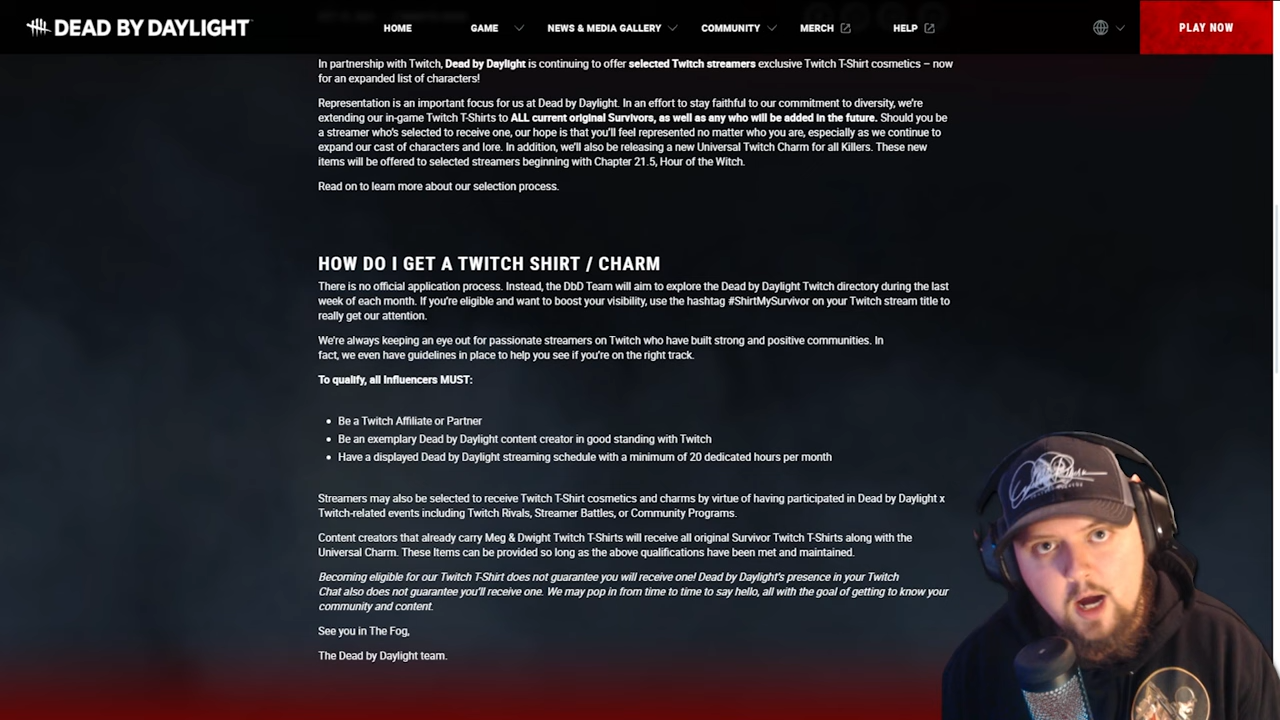 DEAD BY DAYLIGHT
HOME
GAME
NEWS & MEDIA GALLERY
COMMUNITY
MERCH
HELP
PLAY NOW
In partnership with Twitch, Dead by Daylight is continuing to offer selected Twitch streamers exclusive Twitch T-Shirt cosmetics – now
for an expanded list of characters!
Representation is an important focus for us at Dead by Daylight. In an effort to stay faithful to our commitment to diversity, we're
extending our in-game Twitch T-Shirts to ALL current original Survivors, as well as any who will be added in the future. Should you be
a streamer who's selected to receive one, our hope is that you'll feel represented no matter who you are, especially as we continue to
expand our cast of characters and lore. In addition, we'll also be releasing a new Universal Twitch Charm for all Killers. These new
items will be offered to selected streamers beginning with Chapter 21.5, Hour of the Witch.
Read on to learn more about our selection process.
HOW DO I GET A TWITCH SHIRT / CHARM
There is no official application process. Instead, the DbD Team will aim to explore the Dead by Daylight Twitch directory during the last
week of each month. If you're eligible and want to boost your visibility, use the hashtag #ShirtMySurvivor on your Twitch stream title to
really get our attention.
We're always keeping an eye out for passionate streamers on Twitch who have built strong and positive communities. In
fact, we even have guidelines in place to help you see if you're on the right track.
To qualify, all Influencers MUST:
Be a Twitch Affiliate or Partner
Be an exemplary Dead by Daylight content creator in good standing with Twitch
Have a displayed Dead by Daylight streaming schedule with a minimum of 20 dedicated hours per month
Streamers may also be selected to receive Twitch T-Shirt cosmetics and charms by virtue of having participated in Dead by Daylight x
Twitch-related events including Twitch Rivals, Streamer Battles, or Community Programs.
Content creators that already carry Meg & Dwight Twitch T-Shirts will receive all original Survivor Twitch T-Shirts along with the
Universal Charm. These Items can be provided so long as the above qualifications have been met and maintained.
Becoming eligible for our Twitch T-Shirt does not guarantee you will receive one! Dead by Daylight's presence in your Twitch
Chat also does not guarantee you'll receive one. We may pop in from time to time to say hello, all with the goal of getting to know your
community and content.
See you in The Fog,
The Dead by Daylight team.